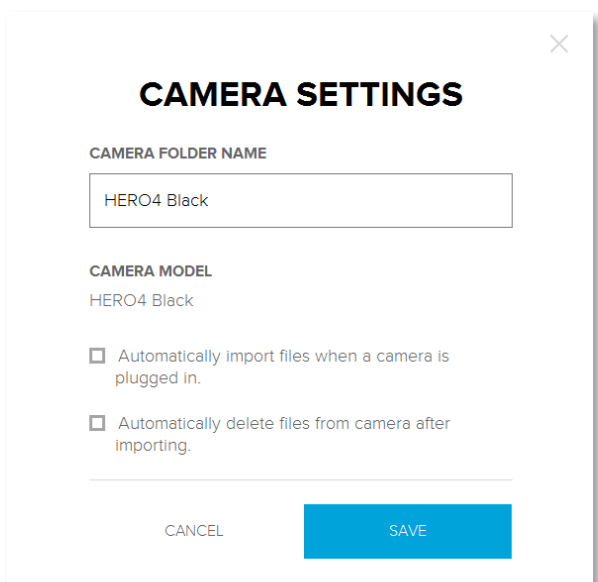 CAMERA SETTINGS
CAMERA FOLDER NAME
HERO4 Black
CAMERA MODEL
HERO4 Black
Automatically import files when a camera is
plugged in.
Automatically delete files from camera after
importing.
CANCEL
SAVE